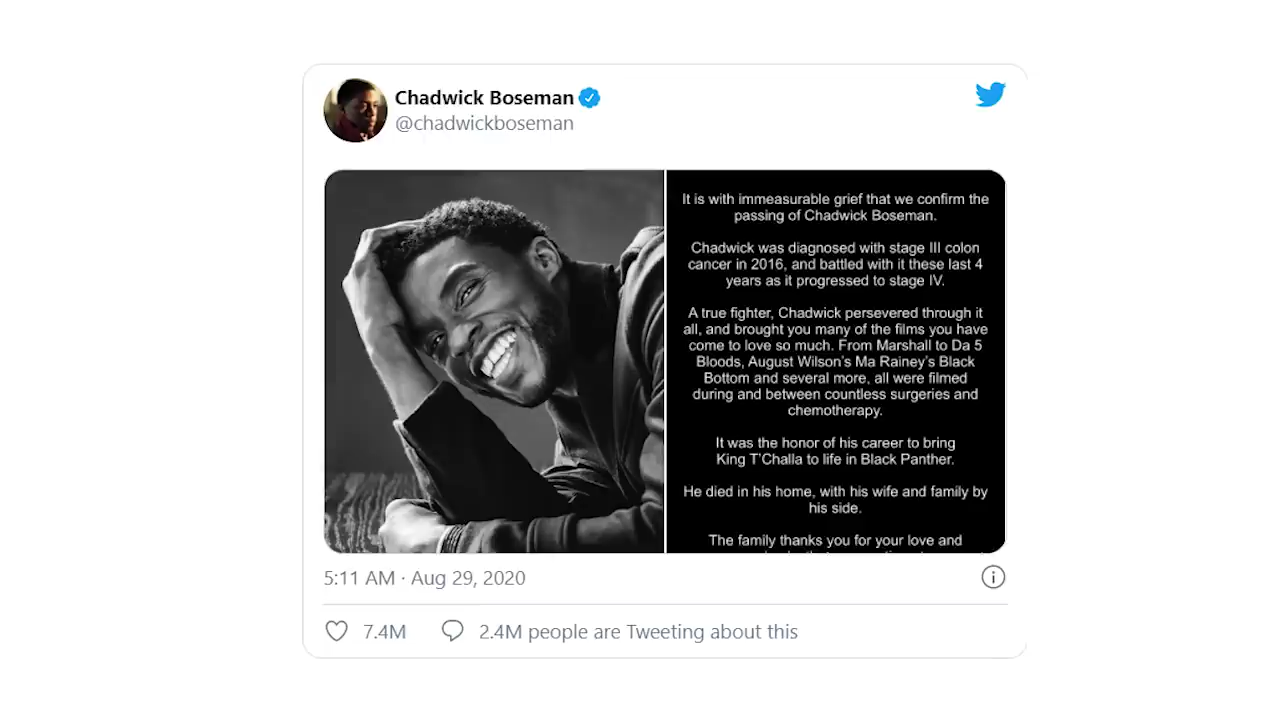 Chadwick Boseman
@chadwickboseman
It is with immeasurable grief that we confirm the
passing of Chadwick Boseman.
Chadwick was diagnosed with stage III colon
cancer in 2016, and battled with it these last 4
years as it progressed to stage IV.
A true fighter, Chadwick persevered through it
all, and brought you many of the films you have
come to love so much. From Marshall to Da 5
Bloods, August Wilson's Ma Rainey's Black
Bottom and several more, all were filmed
during and between countless surgeries and
chemotherapy.
It was the honor of his career to bring
King T'Challa to life in Black Panther.
He died in his home, with his wife and family by
his side.
The family thanks you for your love and
5:11 AM · Aug 29, 2020
7.4M
2.4M people are Tweeting about this